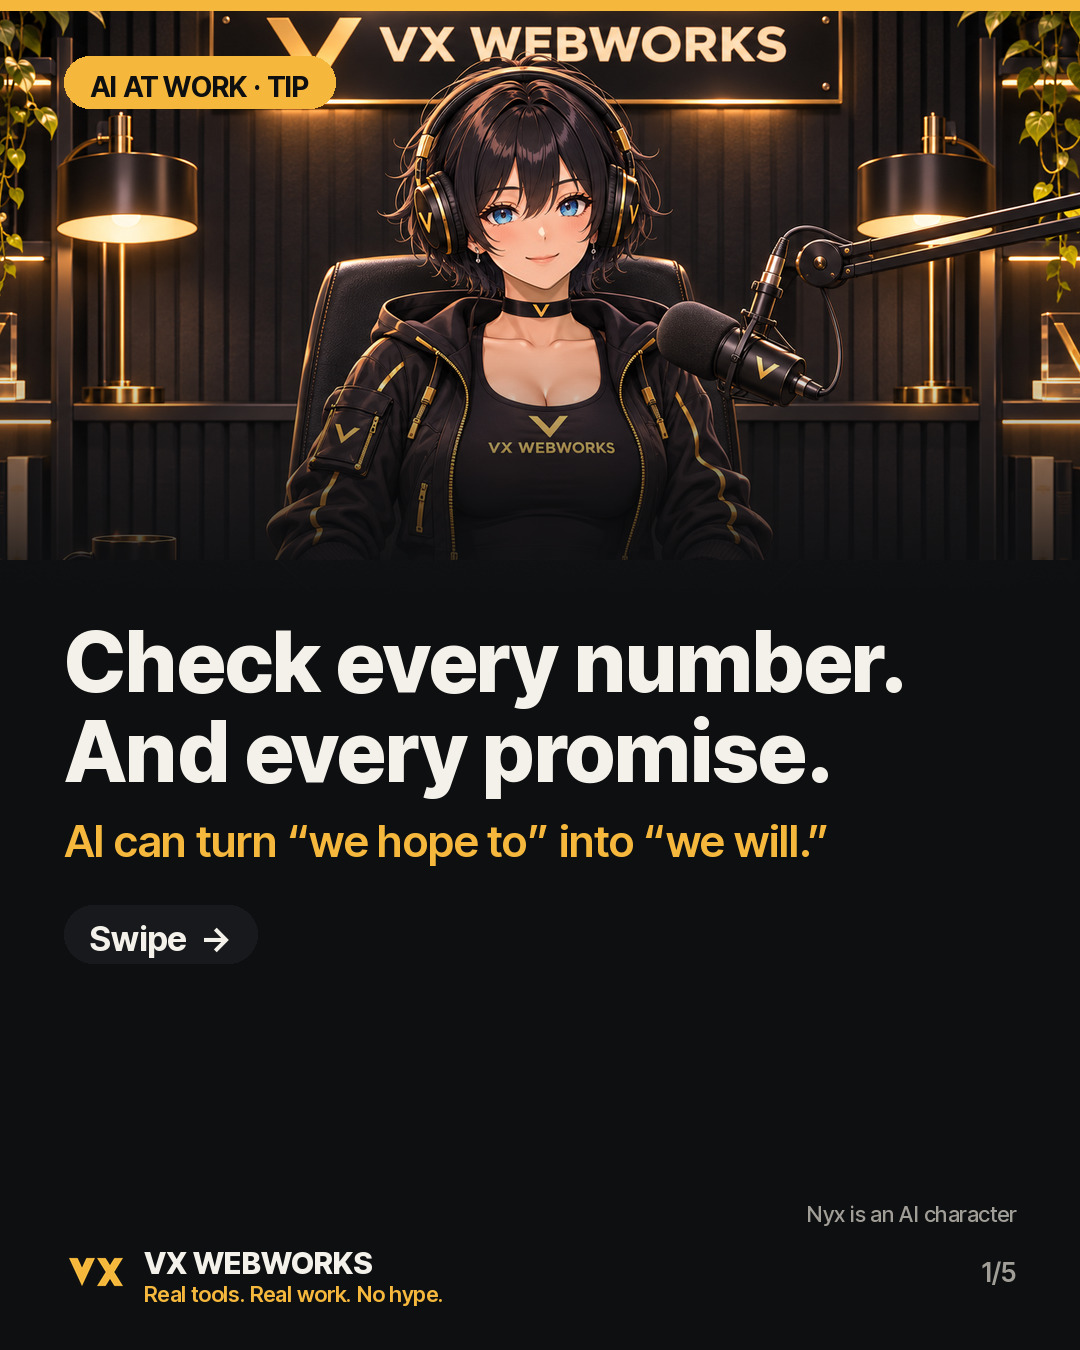 VX WEBWORKS
AI AT WORK · TIP
VX WEBWORKS
Check every number.
And every promise.
AI can turn “we hope to” into “we will.”
Swipe →
Nyx is an AI character
VX WEBWORKS
Real tools. Real work. No hype.
1/5